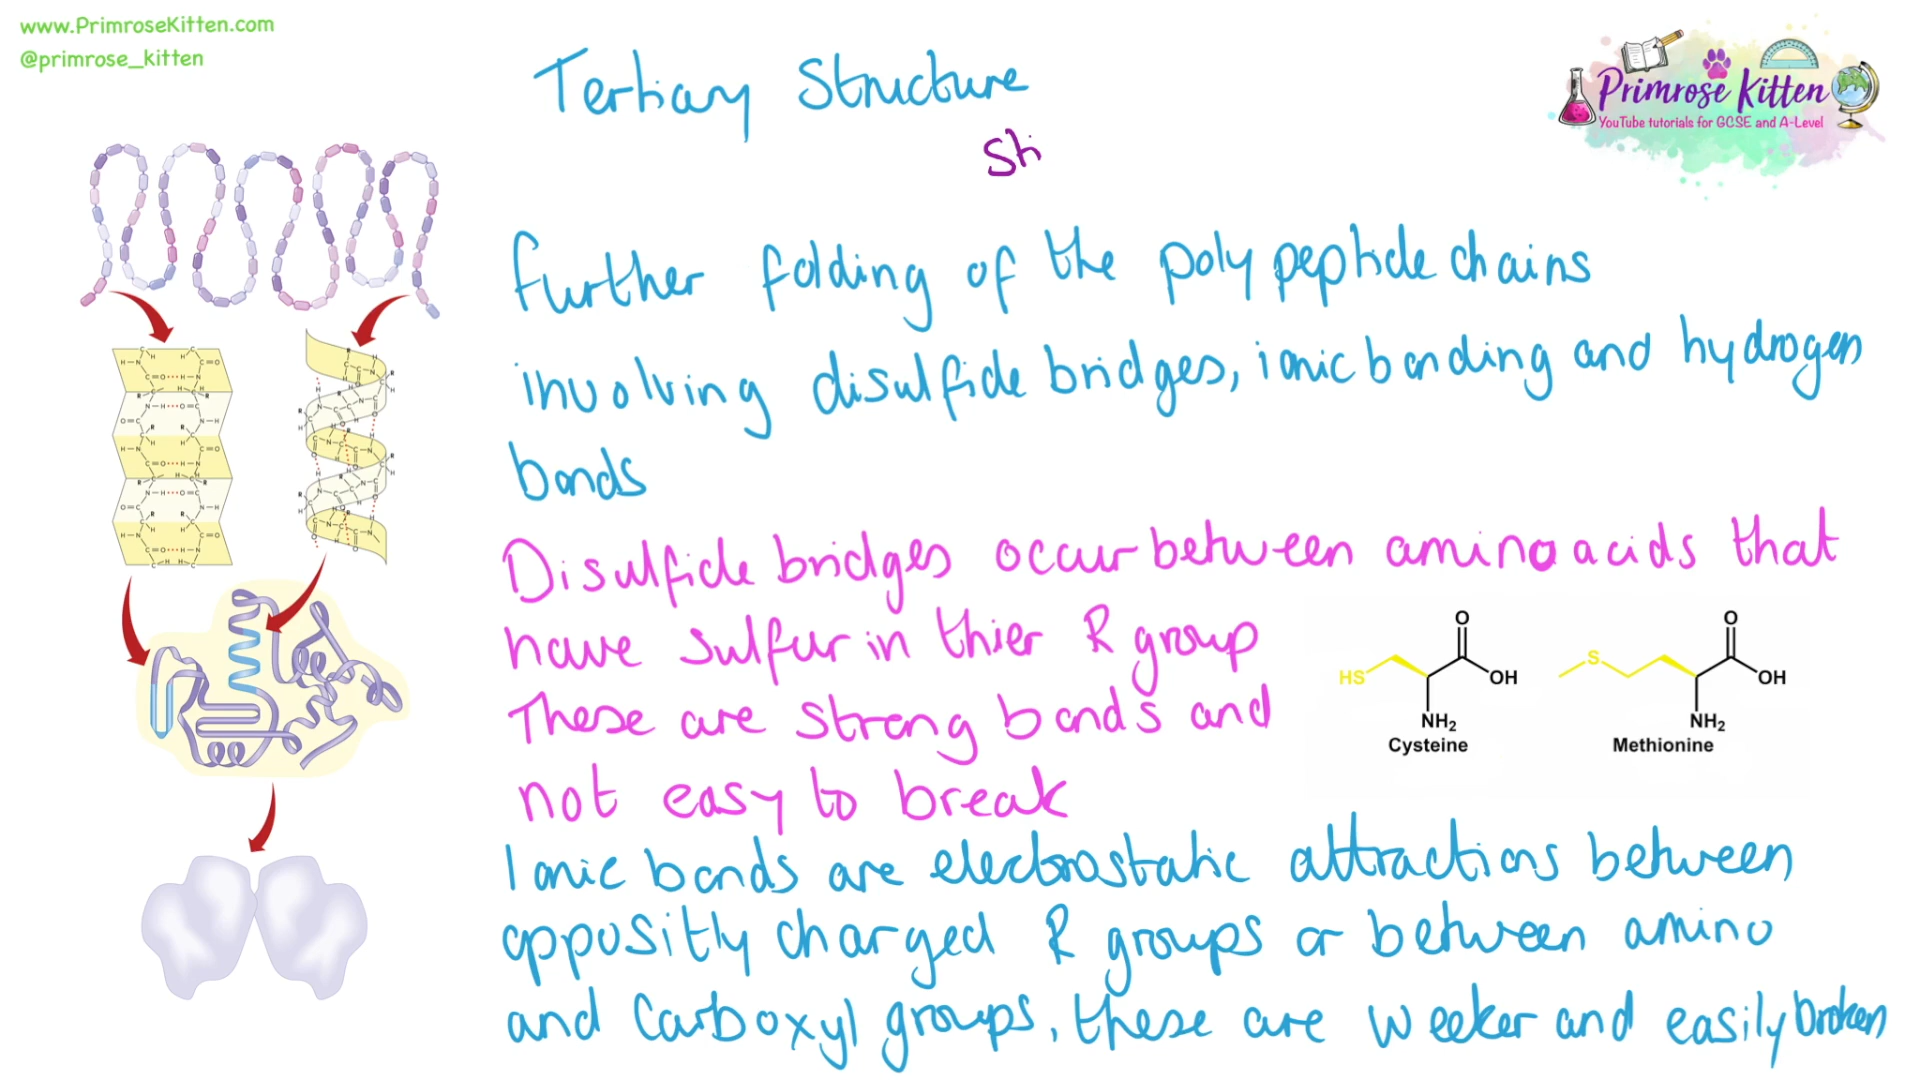 www.PrimroseKitten.com
@primrose_kitten
Primrose Kitten
YouTube tutorials for GCSE and A-Level
Tertiary Structure
St
further folding of the polypeptide chains
involving disulfide bridges, ionic bonding and hydrogen
bonds
Disulfide bridges occur between amino acids that
have sulfur in thier R group
These are strong bonds and
not easy to break
O
HS
OH
NH₂
Cysteine
O
S
OH
NH₂
Methionine
Ionic bonds are electrostatic attractions between
oppositly charged R groups or between amino
and carboxyl groups, these are weeker and easily broken